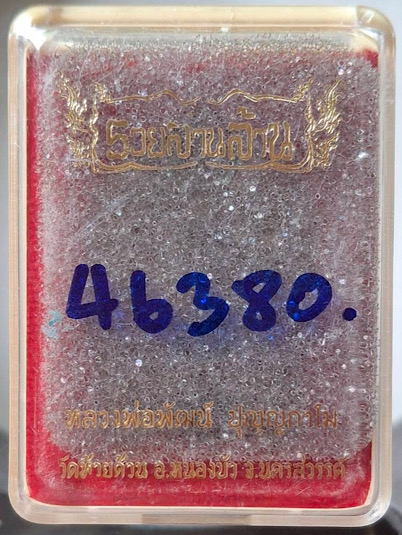 รวยล้านล้าน
46380.
หลวงพ่อพัฒน์ ปุญญกาโม
วัดห้วยด้วน อ.หนองบัว จ.นครสวรรค์